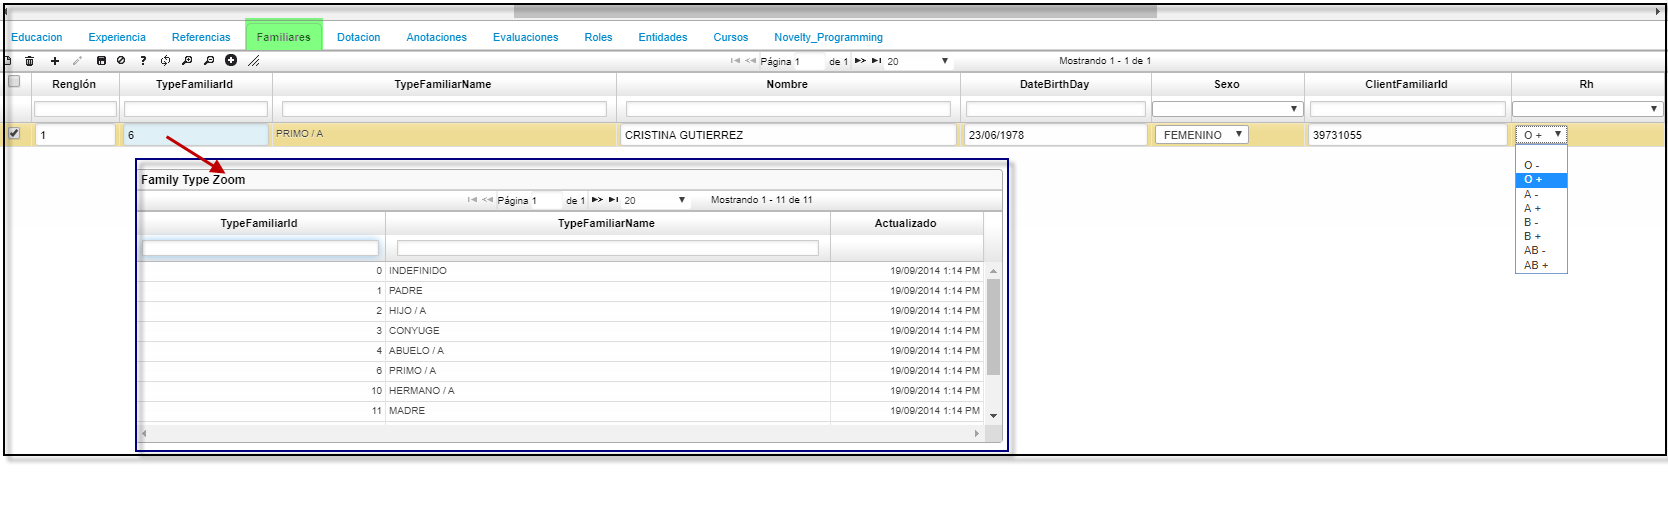 Educacion Experiencia Referencias Familiares Dotacion Anotaciones Evaluaciones Roles Entidades Cursos Novelty_Programming
Página 1 de 1 20 Mostrando 1 - 1 de 1
Renglón TypeFamiliarId TypeFamiliarName Nombre DateBirthDay Sexo ClientFamiliarId Rh
1 6 PRIMO / A CRISTINA GUTIERREZ 23/06/1978 FEMENINO 39731055 O +
O -
O +
A -
A +
B -
B +
AB -
AB +
Family Type Zoom
Página 1 de 1 20 Mostrando 1 - 11 de 11
TypeFamiliarId TypeFamiliarName Actualizado
0 INDEFINIDO 19/09/2014 1:14 PM
1 PADRE 19/09/2014 1:14 PM
2 HIJO / A 19/09/2014 1:14 PM
3 CONYUGE 19/09/2014 1:14 PM
4 ABUELO / A 19/09/2014 1:14 PM
6 PRIMO / A 19/09/2014 1:14 PM
10 HERMANO / A 19/09/2014 1:14 PM
11 MADRE 19/09/2014 1:14 PM